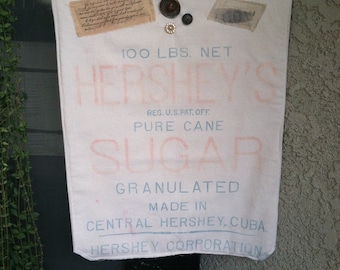 100 LBS. NET
HERSHEY'S
REG. U.S. PAT. OFF.
PURE CANE
SUGAR
GRANULATED
MADE IN
CENTRAL HERSHEY, CUBA
HERSHEY CORPORATION